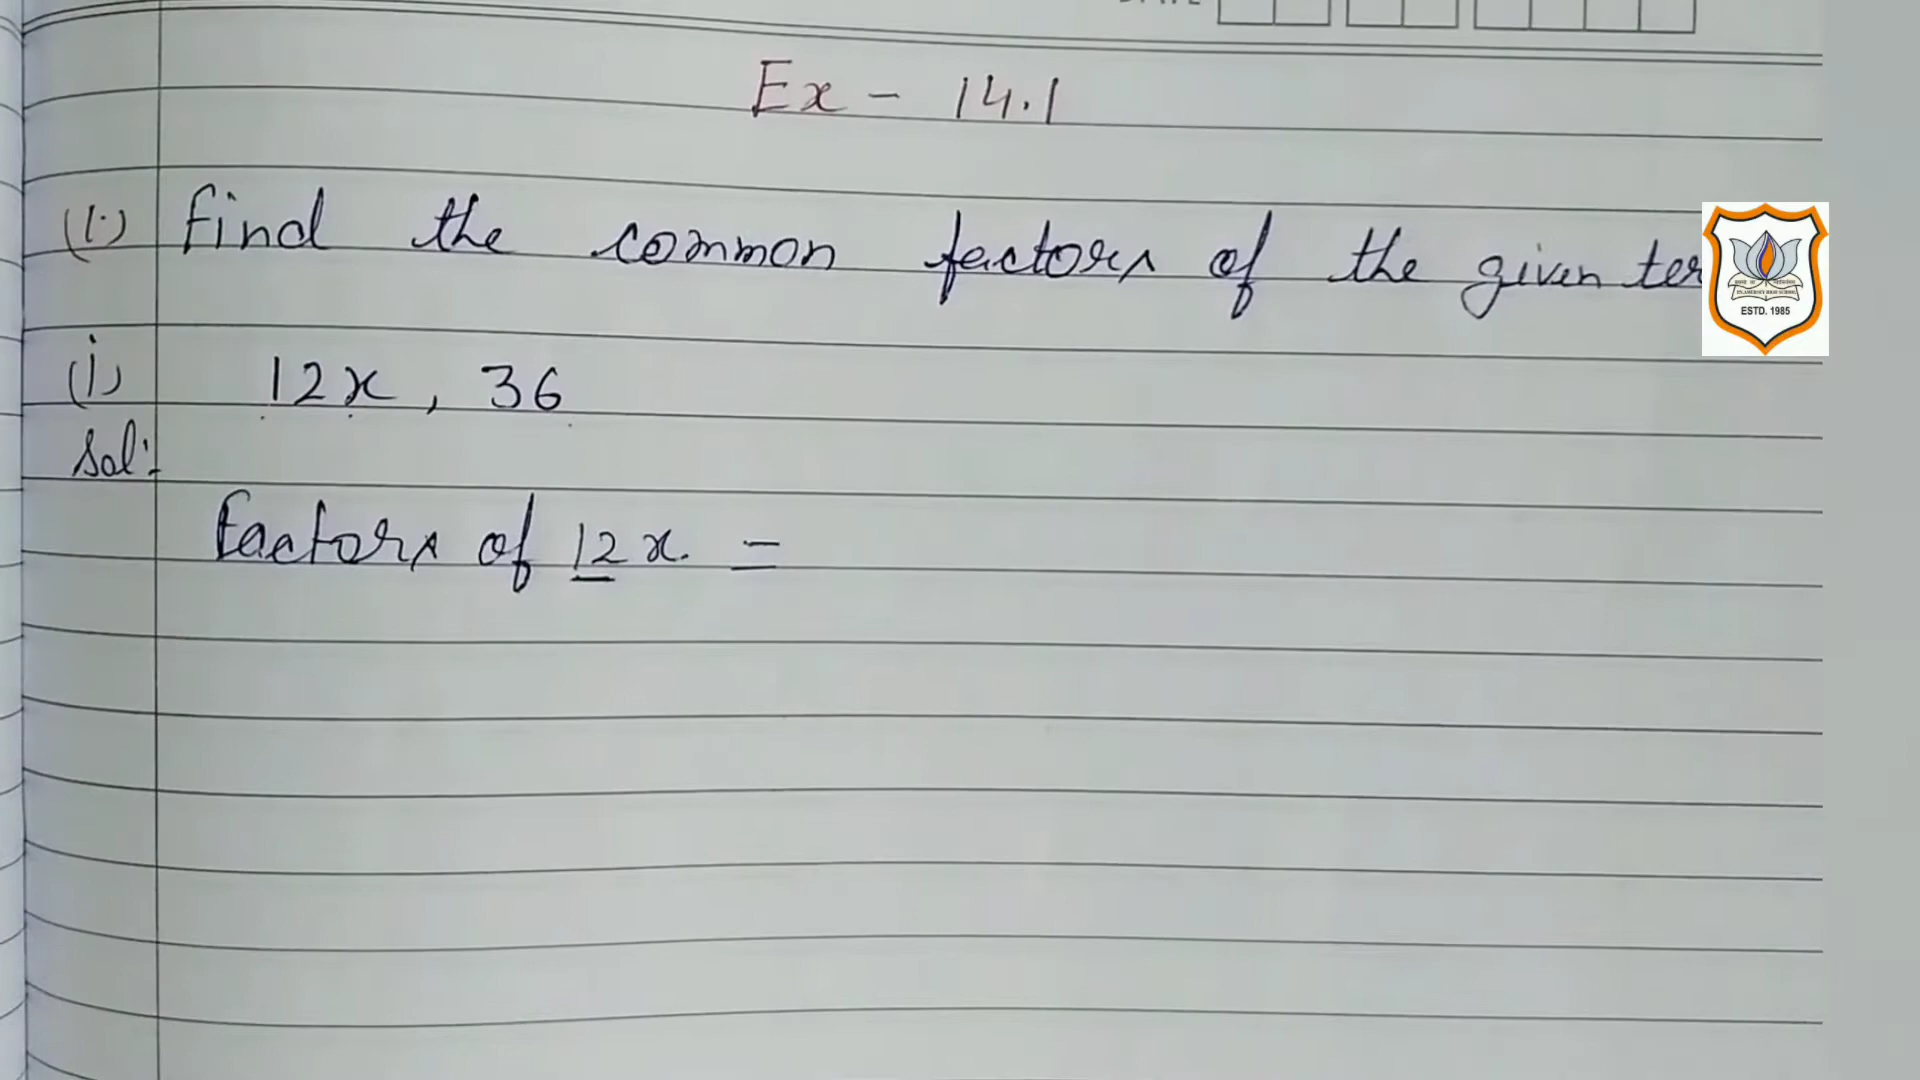 Ex - 14.1
(1.) Find the common factors of the given
(i) 12x, 36
Sol:-
Factors of 12x. =
ESTD. 1985